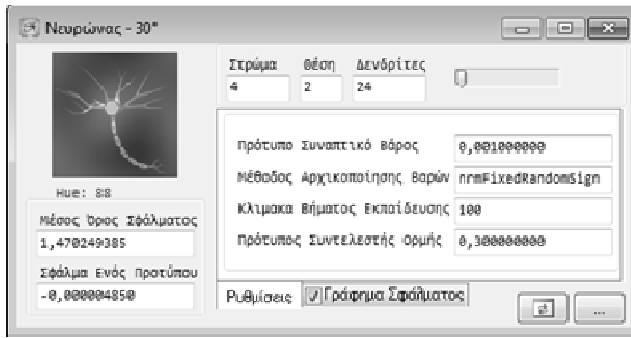 Νευρώνας - 30"
Στρώμα Θέση Δενδρίτες
4 2 24
Hue: 88
Πρότυπο Συναπτικό Βάρος 0,001000000
Μέθοδος Αρχικοποίησης Βαρών nrmFixedRandomSign
Κλιμακα Βήματος Εκπαίδευσης 100
Πρότυπος Συντελεστής Ορμής 0,300000000
Μέσος Όρος Σφάλματος
1,470249385
Σφάλμα Ενός Προτύπου
-0,000004850
Ρυθμίσεις Γράφημα Σφάλματος
...